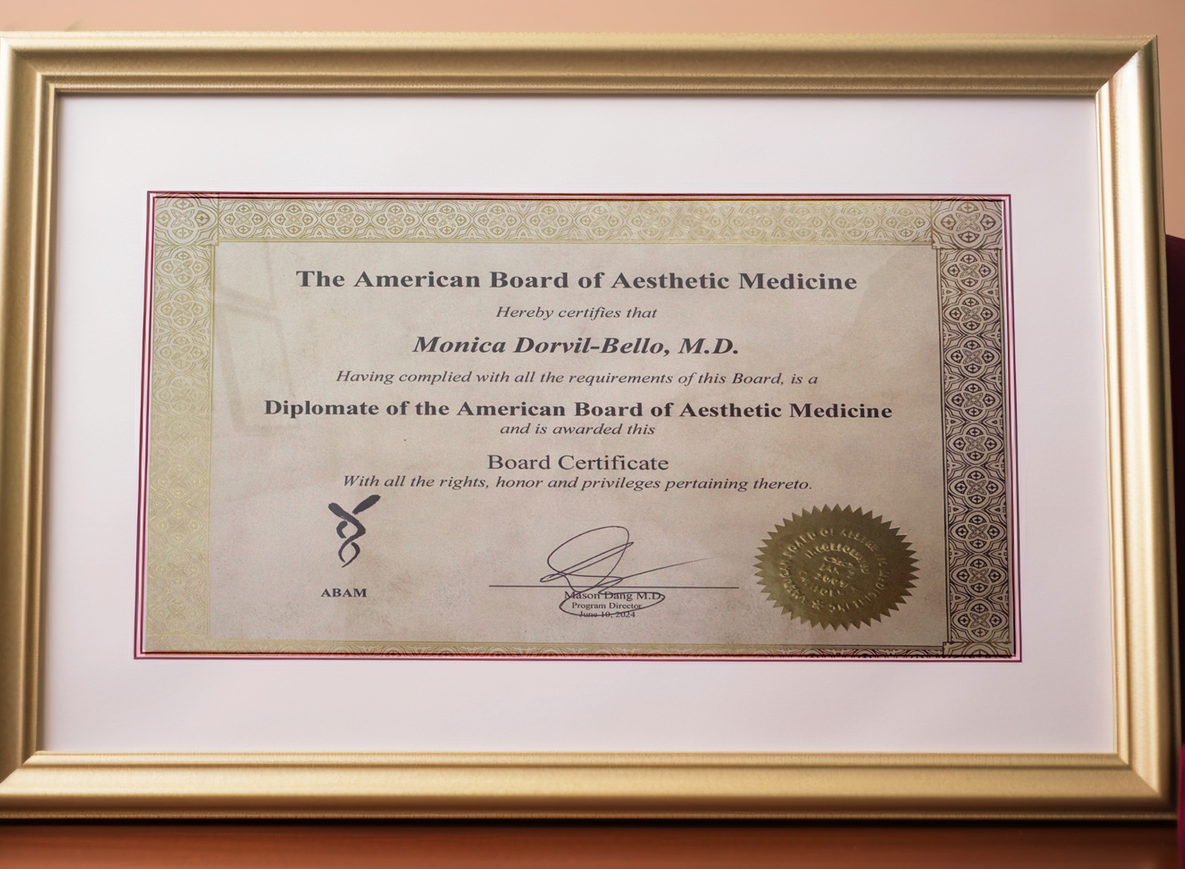 The American Board of Aesthetic Medicine
Hereby certifies that
Monica Dorvil-Bello, M.D.
Having complied with all the requirements of this Board, is a
Diplomate of the American Board of Aesthetic Medicine
and is awarded this
Board Certificate
With all the rights, honor and privileges pertaining thereto.
ABAM
Mason Dang M.D.
Program Director
June 10, 2024